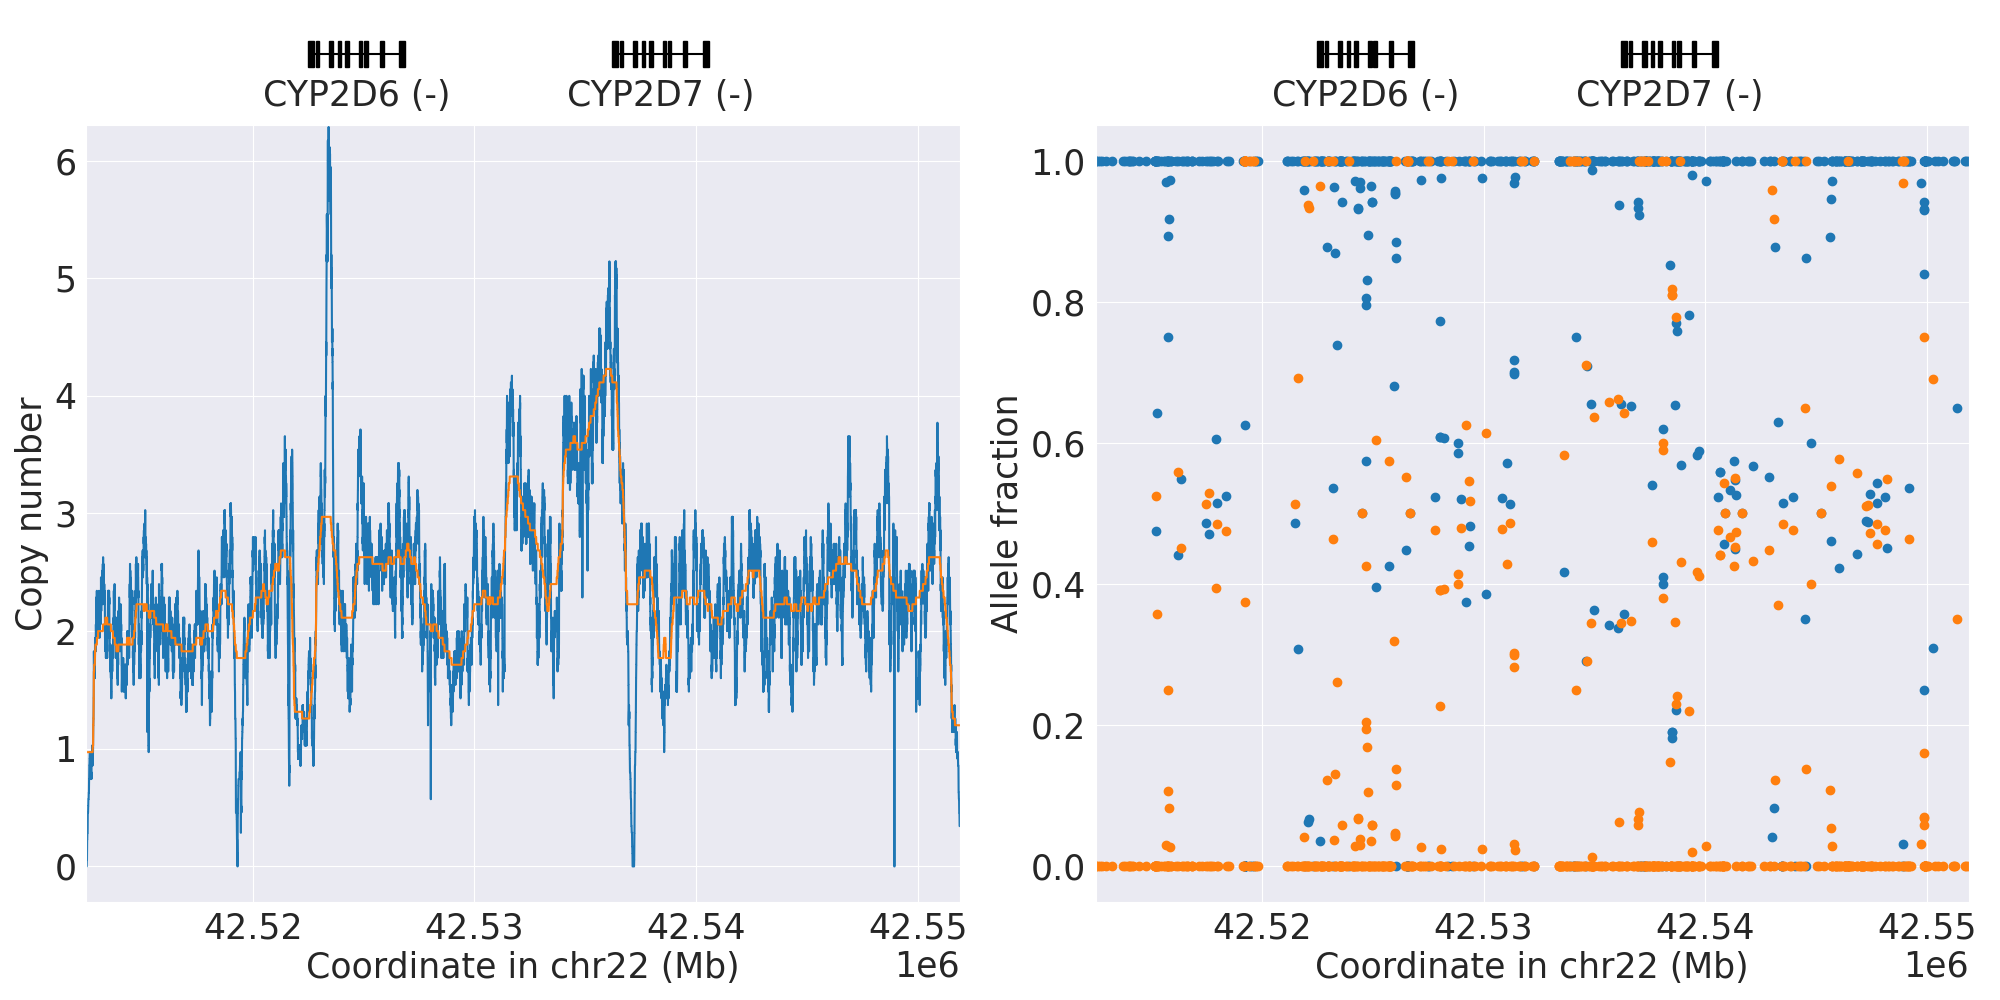 CYP2D6 (-) CYP2D7 (-)
Copy number
6
5
4
3
2
1
0
42.52 42.53 42.54 42.55
Coordinate in chr22 (Mb) 1e6
CYP2D6 (-) CYP2D7 (-)
Allele fraction
1.0
0.8
0.6
0.4
0.2
0.0
42.52 42.53 42.54 42.55
Coordinate in chr22 (Mb) 1e6